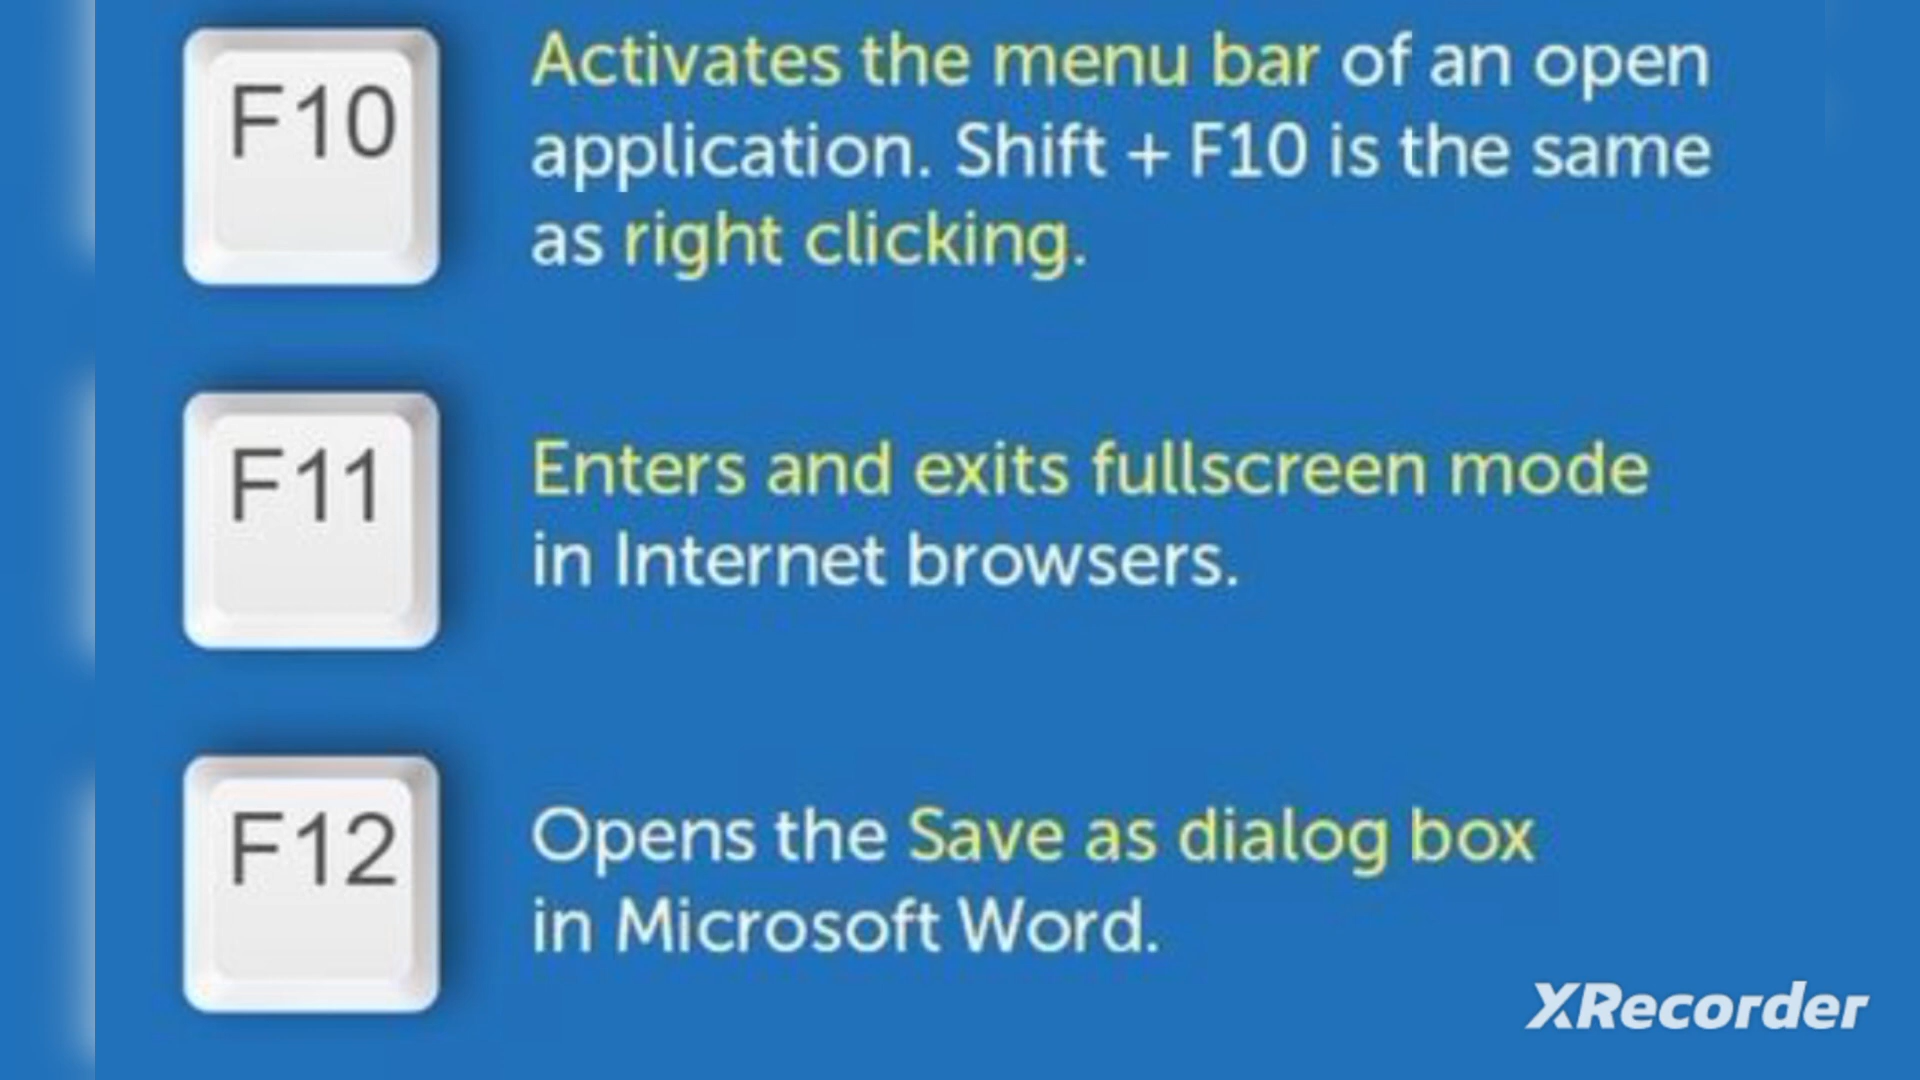 F10
Activates the menu bar of an open
application. Shift + F10 is the same
as right clicking.
F11
Enters and exits fullscreen mode
in Internet browsers.
F12
Opens the Save as dialog box
in Microsoft Word.
XRecorder